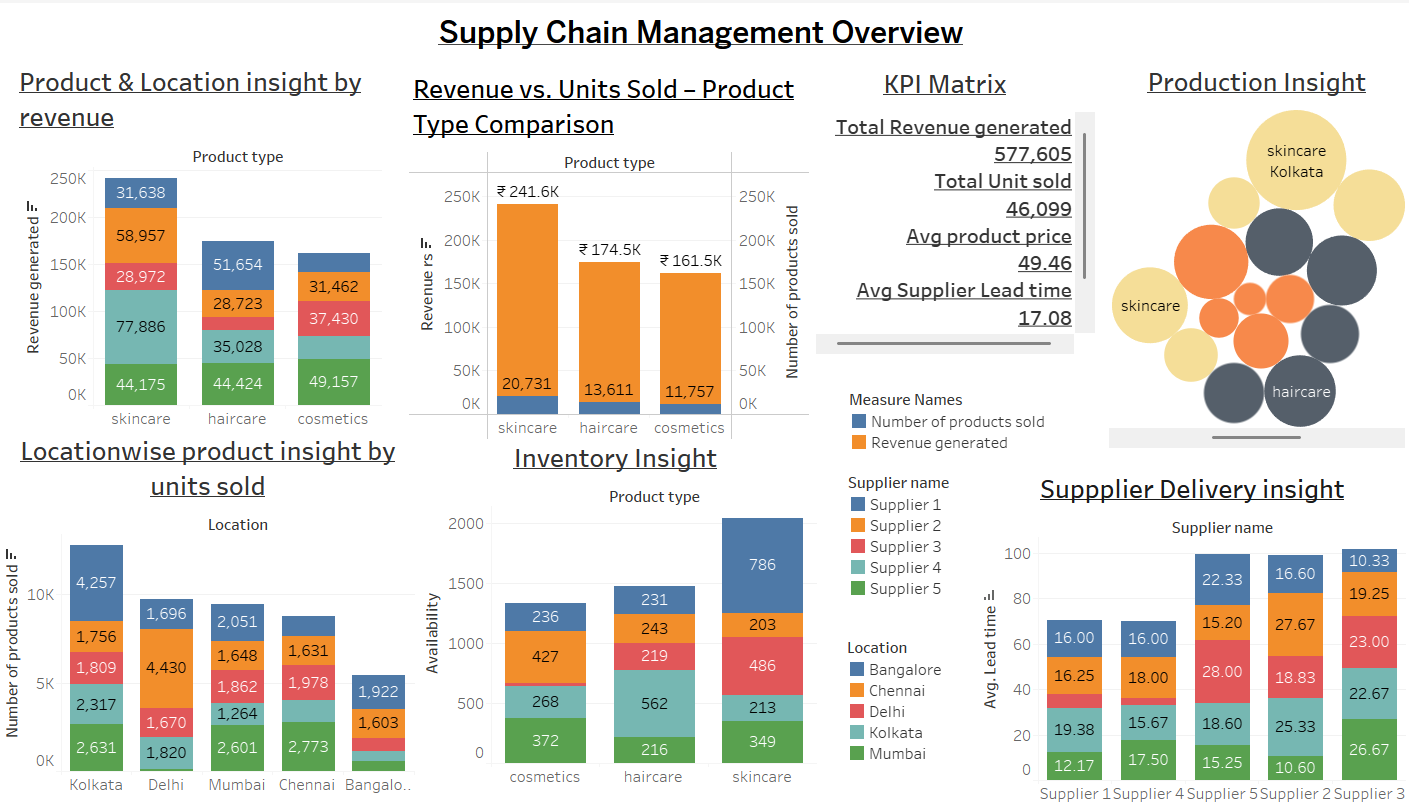 Supply Chain Management Overview
Product & Location insight by
revenue
Product type
Revenue generated
250K
200K
150K
100K
50K
0K
31,638
58,957
28,972
77,886
44,175
51,654
28,723
35,028
44,424
31,462
37,430
49,157
skincare
haircare
cosmetics
Revenue vs. Units Sold – Product
Type Comparison
Product type
Revenue rs
250K
200K
150K
100K
50K
0K
₹ 241.6K
₹ 174.5K
₹ 161.5K
20,731
13,611
11,757
250K
200K
150K
100K
50K
0K
Number of products sold
skincare
haircare
cosmetics
KPI Matrix
Total Revenue generated
577,605
Total Unit sold
46,099
Avg product price
49.46
Avg Supplier Lead time
17.08
Production Insight
skincare
Kolkata
skincare
haircare
Measure Names
Number of products sold
Revenue generated
Supplier name
Supplier 1
Supplier 2
Supplier 3
Supplier 4
Supplier 5
Location
Bangalore
Chennai
Delhi
Kolkata
Mumbai
Locationwise product insight by
units sold
Location
Number of products sold
10K
5K
0K
4,257
1,756
1,809
2,317
2,631
1,696
4,430
1,670
1,820
2,051
1,648
1,862
1,264
2,601
1,631
1,978
2,773
1,922
1,603
Kolkata
Delhi
Mumbai
Chennai
Bangalo..
Inventory Insight
Product type
Availability
2000
1500
1000
500
0
236
427
268
372
231
243
219
562
216
786
203
486
213
349
cosmetics
haircare
skincare
Suppplier Delivery insight
Supplier name
Avg. Lead time
100
80
60
40
20
0
16.00
16.25
19.38
12.17
16.00
18.00
15.67
17.50
22.33
15.20
28.00
18.60
15.25
16.60
27.67
18.83
25.33
10.60
10.33
19.25
23.00
22.67
26.67
Supplier 1
Supplier 4
Supplier 5
Supplier 2
Supplier 3